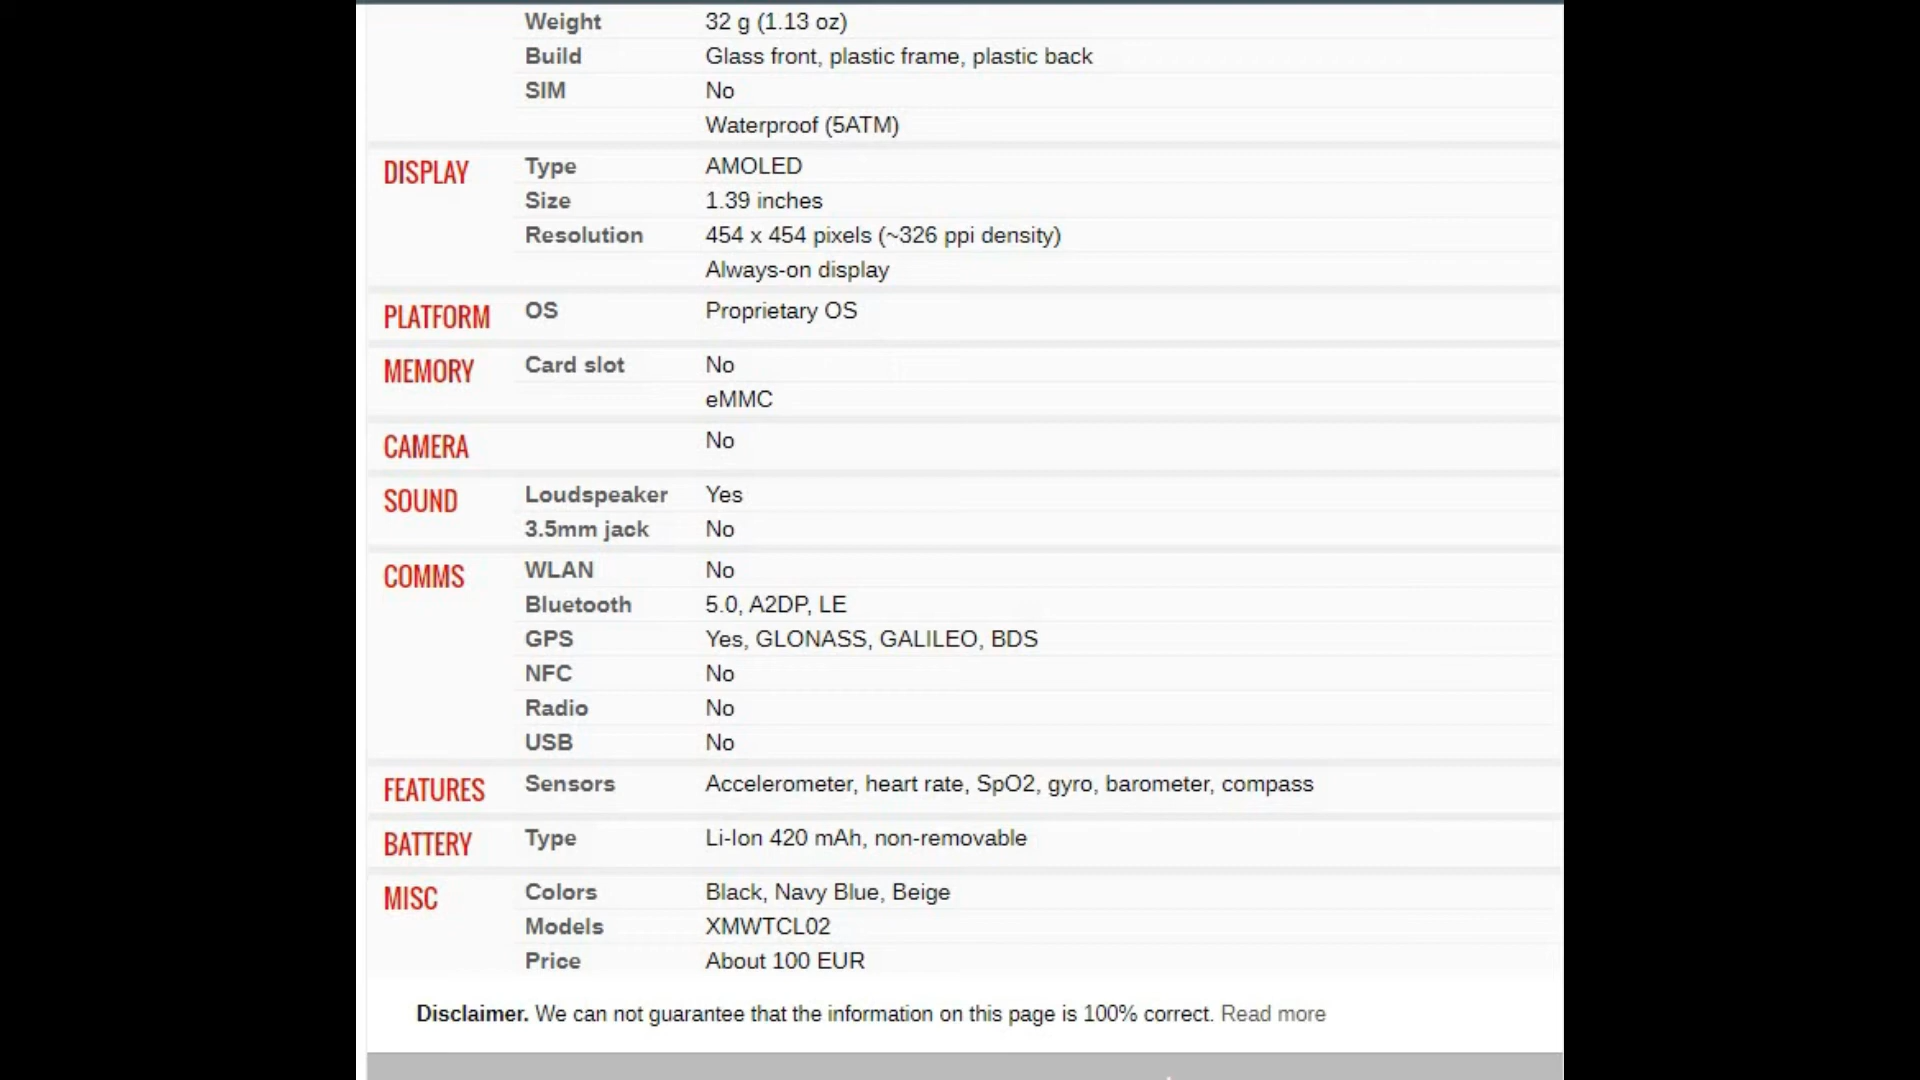 Weight 32 g (1.13 oz)
Build Glass front, plastic frame, plastic back
SIM No
Waterproof (5ATM)
DISPLAY Type AMOLED
Size 1.39 inches
Resolution 454 x 454 pixels (~326 ppi density)
Always-on display
PLATFORM OS Proprietary OS
MEMORY Card slot No
eMMC
CAMERA No
SOUND Loudspeaker Yes
3.5mm jack No
COMMS WLAN No
Bluetooth 5.0, A2DP, LE
GPS Yes, GLONASS, GALILEO, BDS
NFC No
Radio No
USB No
FEATURES Sensors Accelerometer, heart rate, SpO2, gyro, barometer, compass
BATTERY Type Li-Ion 420 mAh, non-removable
MISC Colors Black, Navy Blue, Beige
Models XMWTCL02
Price About 100 EUR
Disclaimer. We can not guarantee that the information on this page is 100% correct. Read more